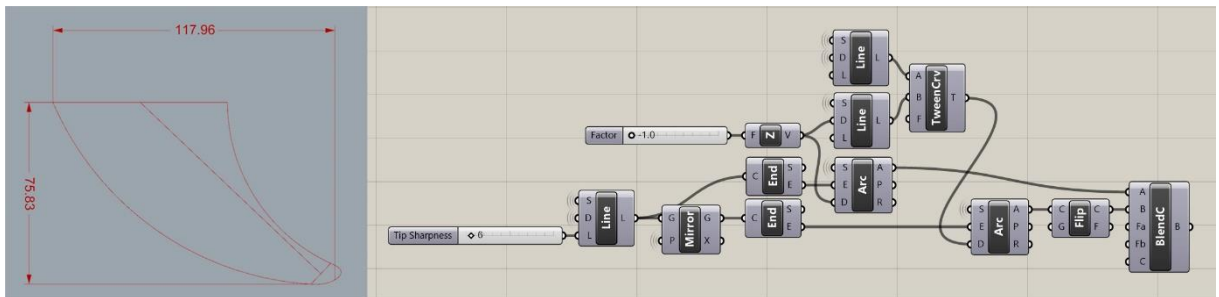 117.96
75.83
S
D
L
Line
L
S
D
L
Line
L
A
B
F
TweenCrv
T
Factor
-1.0
F
Z
V
C
End
S
E
S
E
D
Arc
A
P
R
Tip Sharpness
6
S
D
L
Line
L
G
P
Mirror
G
X
C
End
S
E
S
E
D
Arc
A
P
R
C
G
Flip
C
F
A
B
Fa
Fb
C
BlendC
B